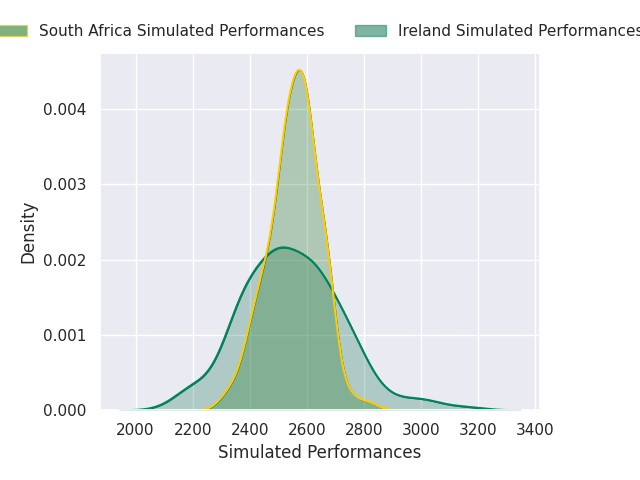 South Africa Simulated Performances
Ireland Simulated Performances
0.004
0.003
0.002
0.001
0.000
Density
2000 2200 2400 2600 2800 3000 3200 3400
Simulated Performances